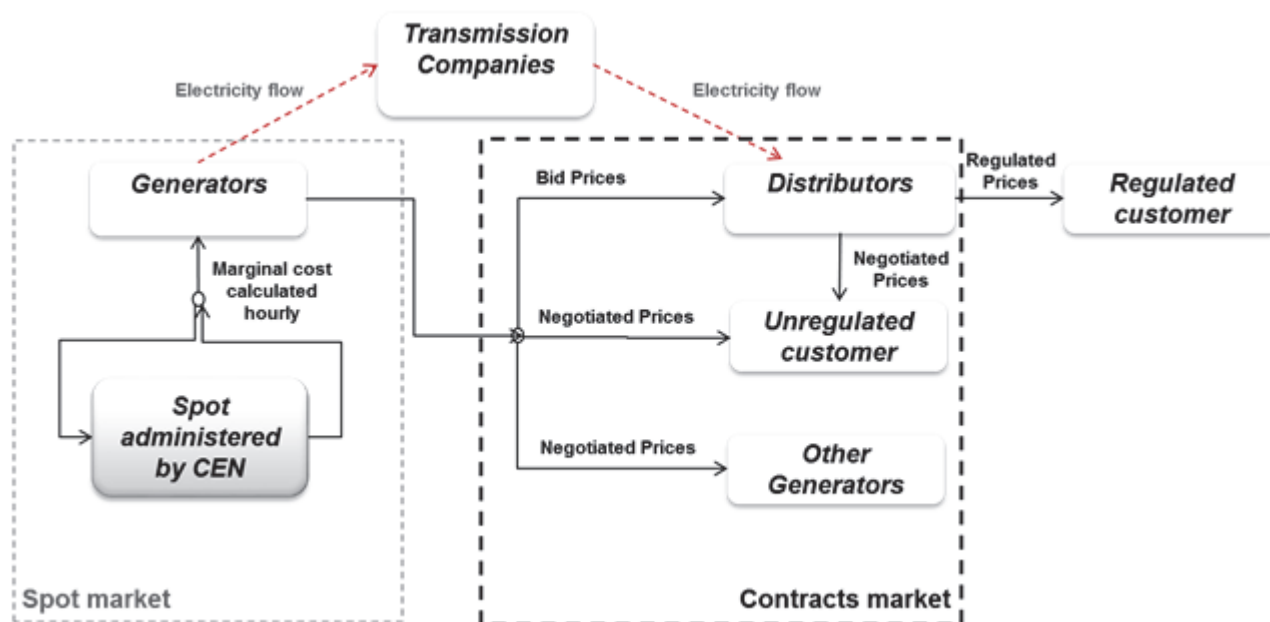 Transmission
Companies
Electricity flow
Electricity flow
Generators
Bid Prices
Distributors
Regulated
Prices
Regulated
customer
Marginal cost
calculated
hourly
Negotiated
Prices
Negotiated Prices
Unregulated
customer
Spot
administered
by CEN
Negotiated Prices
Other
Generators
Spot market
Contracts market